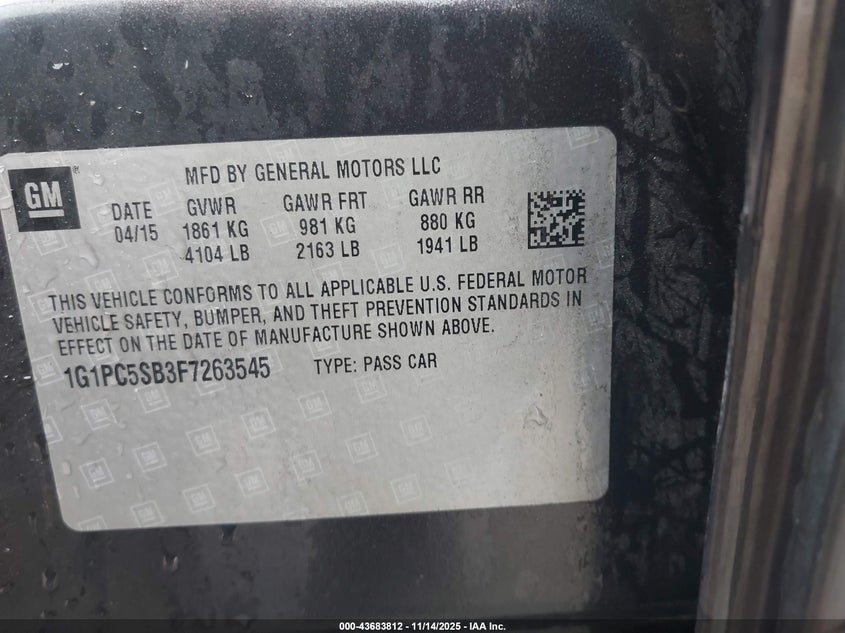 MFD BY GENERAL MOTORS LLC
GM
DATE GVWR GAWR FRT GAWR RR
04/15 1861 KG 981 KG 880 KG
4104 LB 2163 LB 1941 LB
THIS VEHICLE CONFORMS TO ALL APPLICABLE U.S. FEDERAL MOTOR
VEHICLE SAFETY, BUMPER, AND THEFT PREVENTION STANDARDS IN
EFFECT ON THE DATE OF MANUFACTURE SHOWN ABOVE.
1G1PC5SB3F7263545 TYPE: PASS CAR
000-43683812 - 11/14/2025 - IAA Inc.